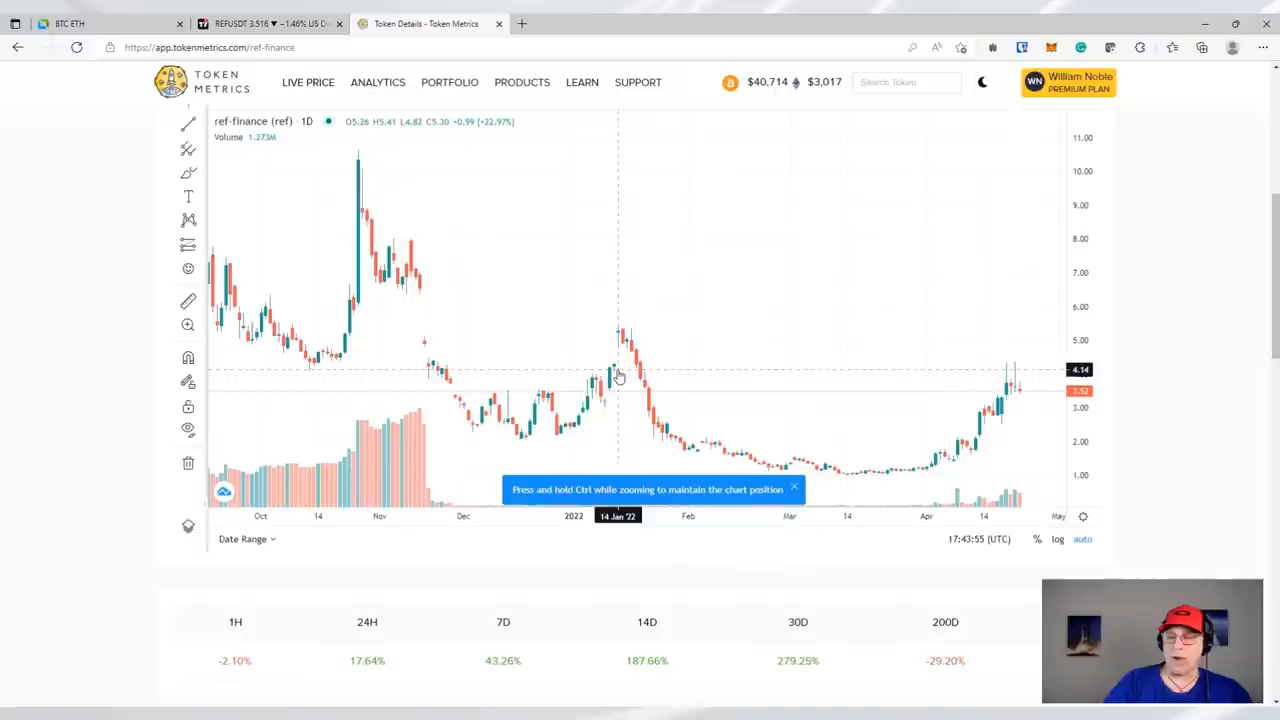 BTC ETH
REFUSDT 3.516 ▼ −1.46% US Do
Token Details - Token Metrics
https://app.tokenmetrics.com/ref-finance
TOKEN
METRICS
LIVE PRICE ANALYTICS PORTFOLIO PRODUCTS LEARN SUPPORT
$40,714 $3,017
Search Token
WN
William Noble
PREMIUM PLAN
ref-finance (ref) · 1D O5.26 H5.41 L4.82 C5.30 +0.99 (+22.97%)
Volume 1.273M
11.00
10.00
9.00
8.00
7.00
6.00
5.00
4.14
3.52
3.00
2.00
1.00
Press and hold Ctrl while zooming to maintain the chart position
Oct 14 Nov Dec 2022 14 Jan '22 Feb Mar 14 Apr 14 May
Date Range
17:43:55 (UTC) % log auto
1H 24H 7D 14D 30D 200D
-2.10% 17.64% 43.26% 187.66% 279.25% -29.20%